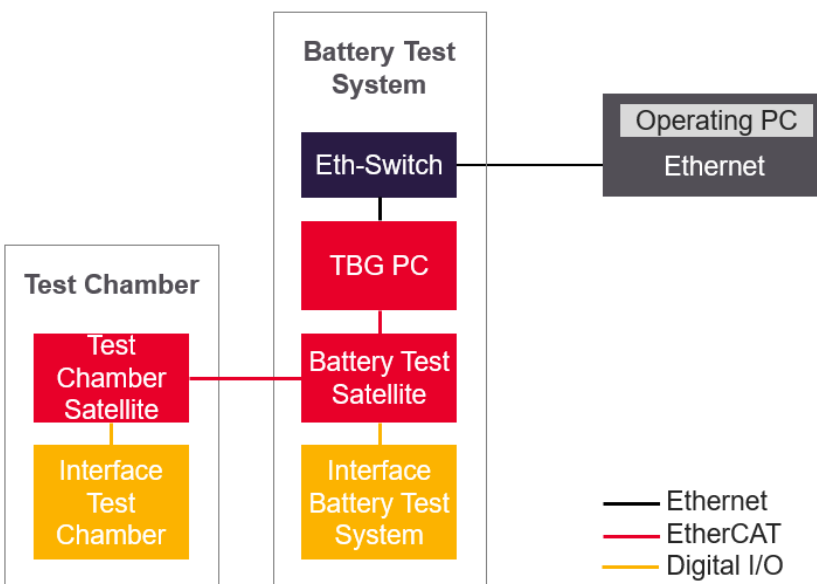 Battery Test
System
Eth-Switch
Operating PC
Ethernet
TBG PC
Test Chamber
Test
Chamber
Satellite
Battery Test
Satellite
Interface
Test
Chamber
Interface
Battery Test
System
Ethernet
EtherCAT
Digital I/O